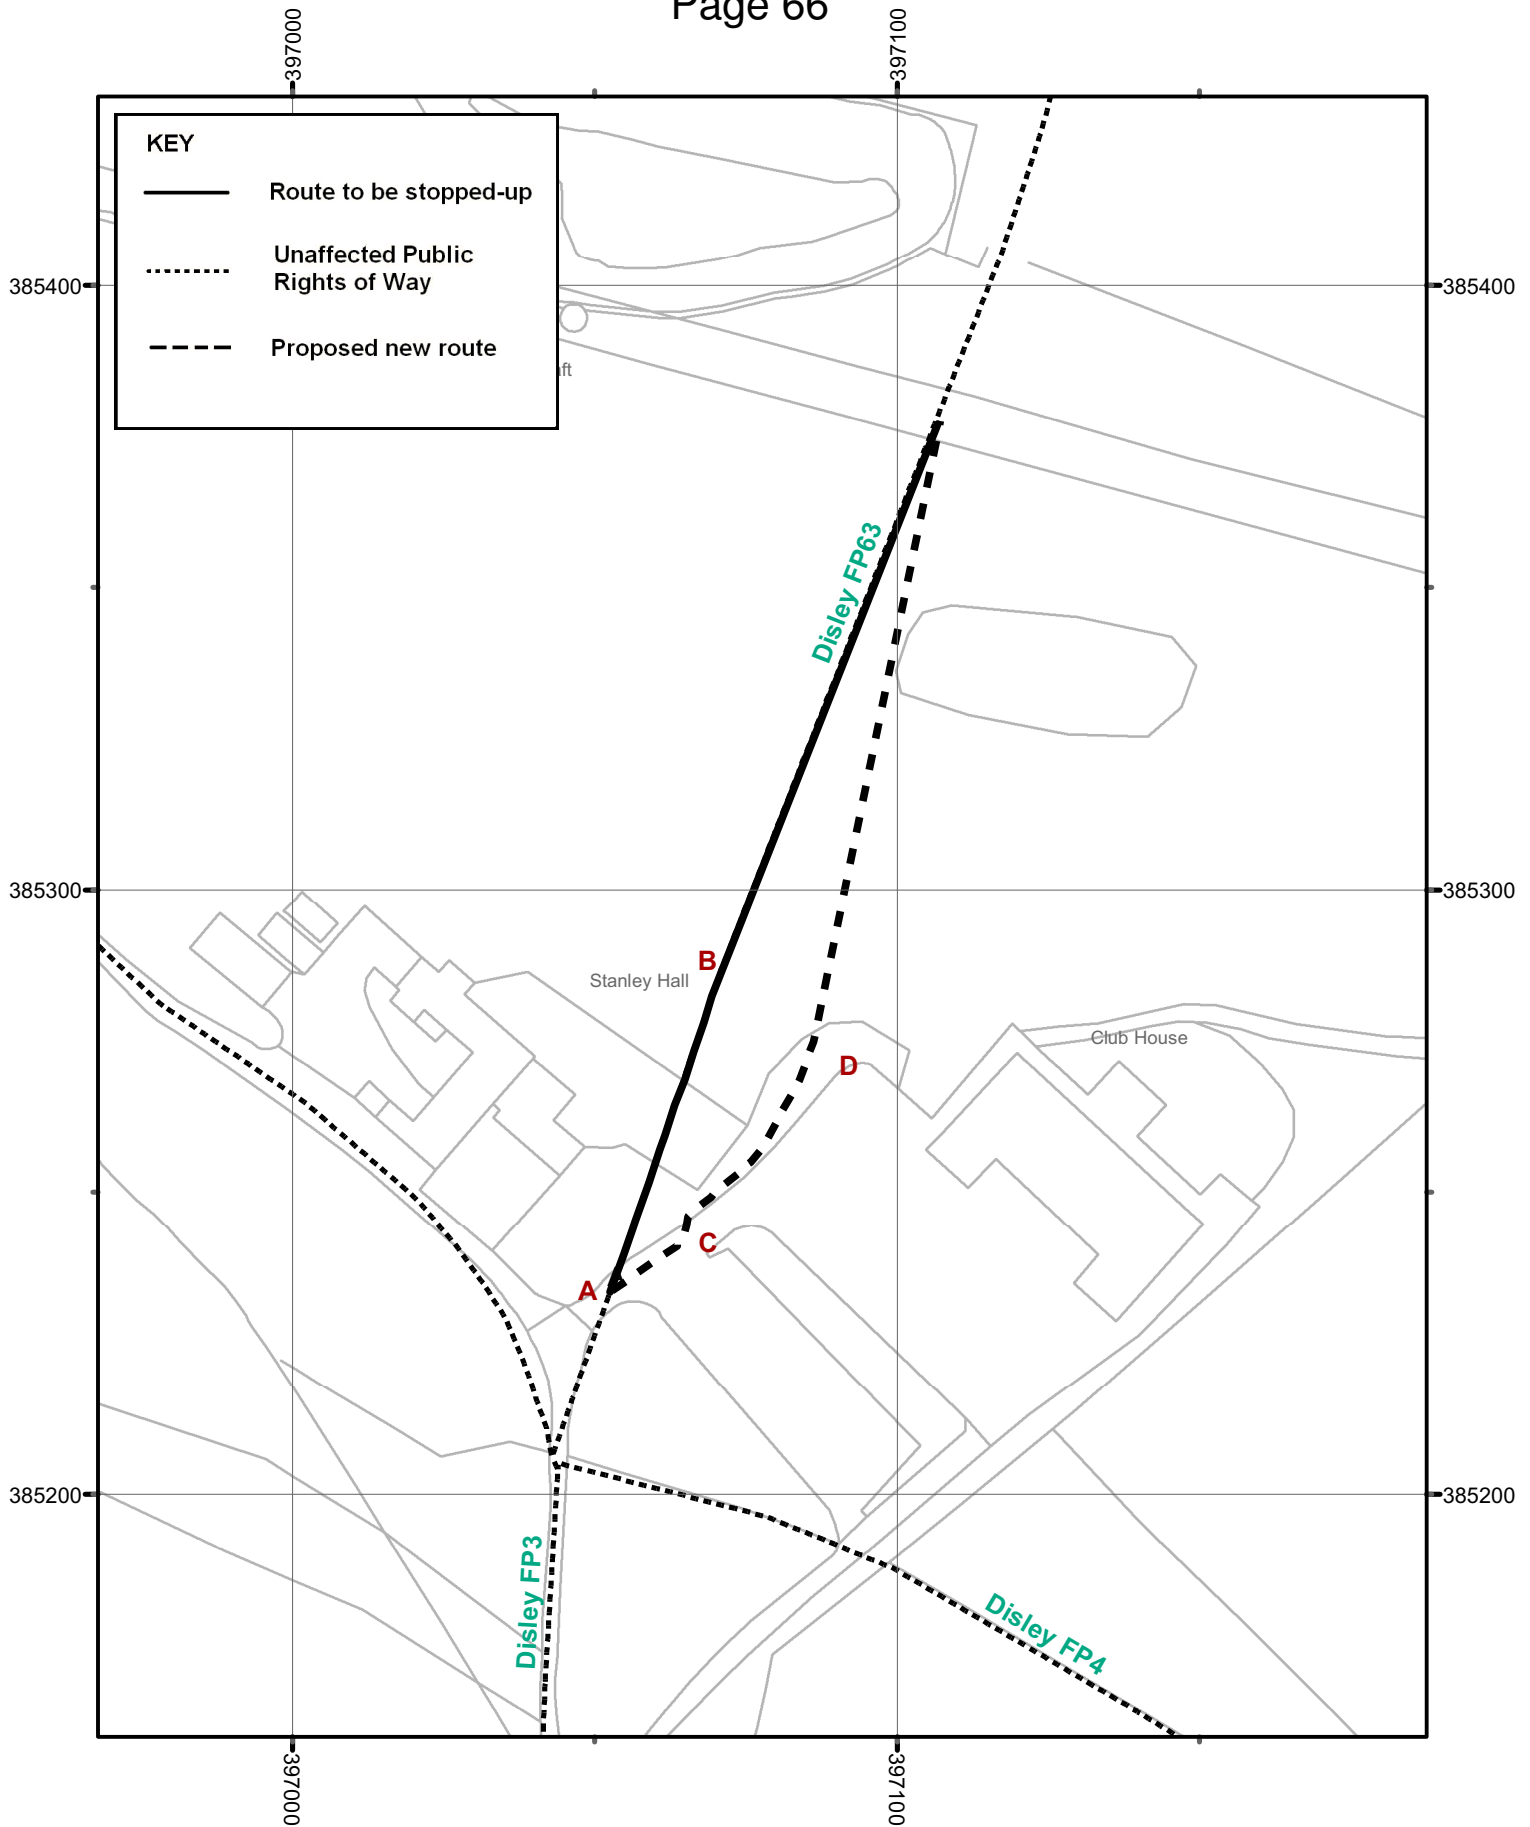 Page 66
397000
397100
KEY
Route to be stopped-up
Unaffected Public
Rights of Way
Proposed new route
385400
385400
Disley FP63
385300
385300
B
Stanley Hall
Club House
D
C
A
385200
385200
Disley FP3
Disley FP4
397000
397100